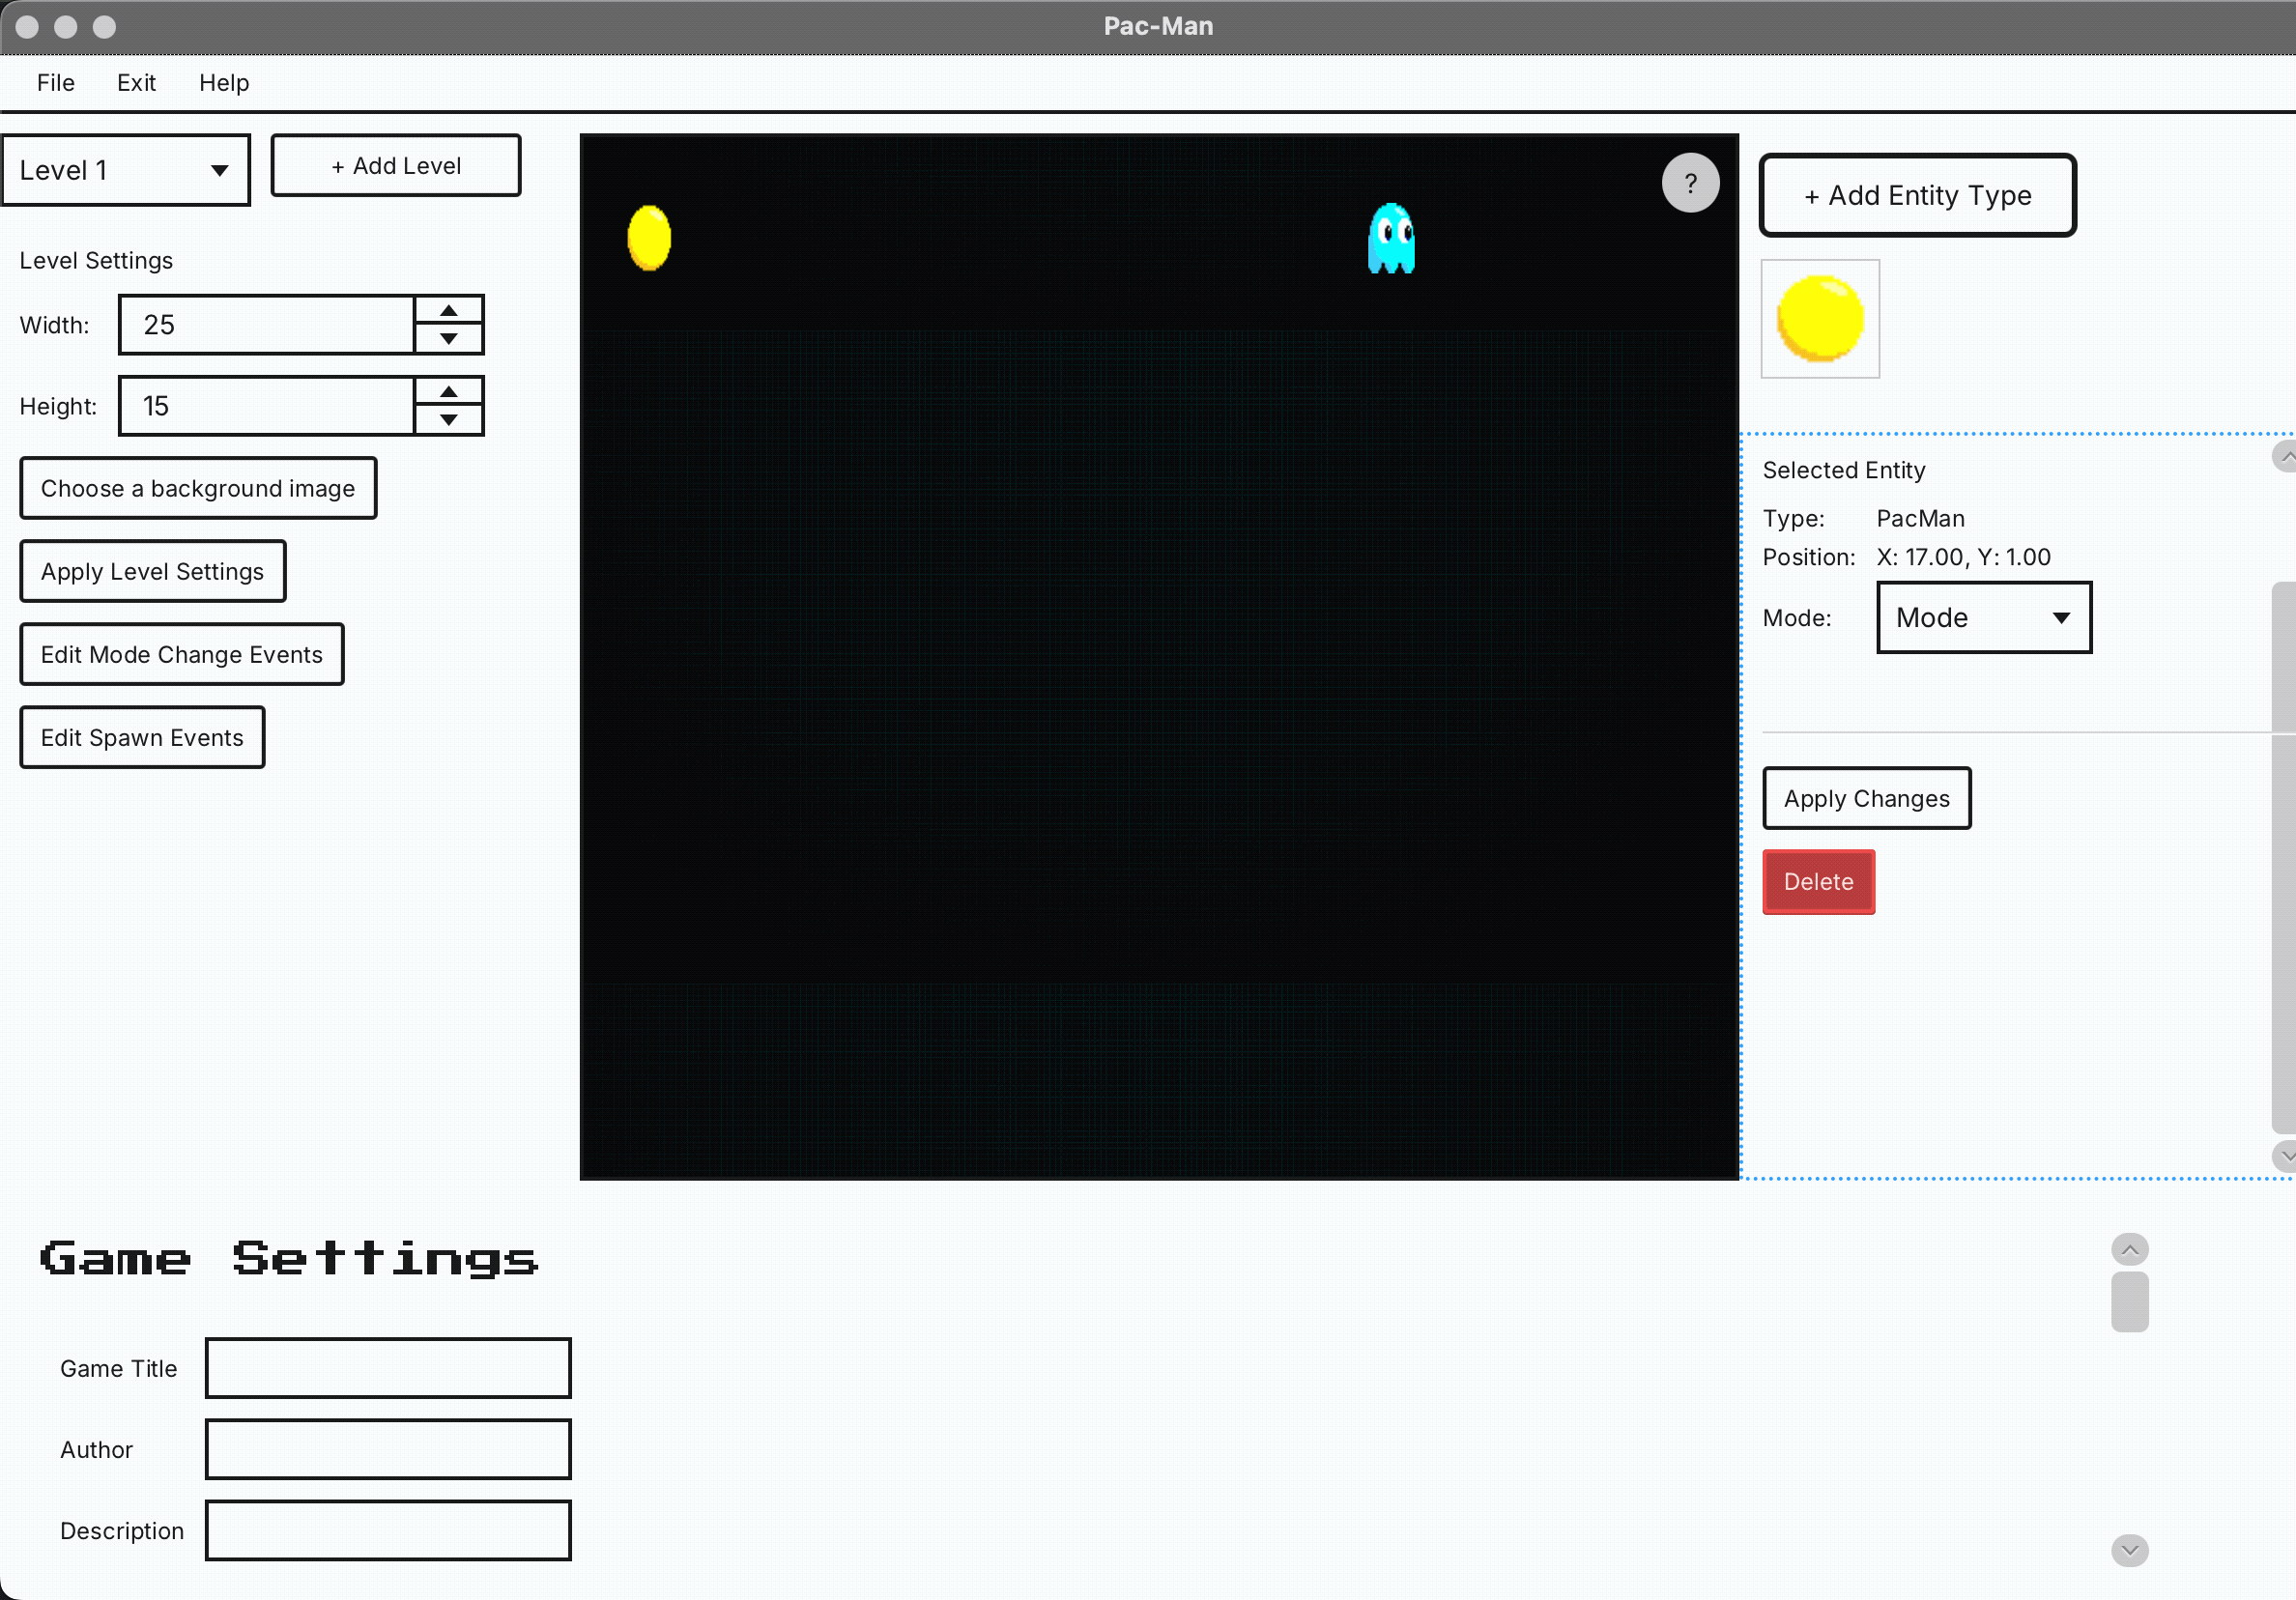 Pac-Man
File Exit Help
Level 1
+ Add Level
Level Settings
Width: 25
Height: 15
Choose a background image
Apply Level Settings
Edit Mode Change Events
Edit Spawn Events
?
+ Add Entity Type
Selected Entity
Type: PacMan
Position: X: 17.00, Y: 1.00
Mode: Mode
Apply Changes
Delete
Game Settings
Game Title
Author
Description